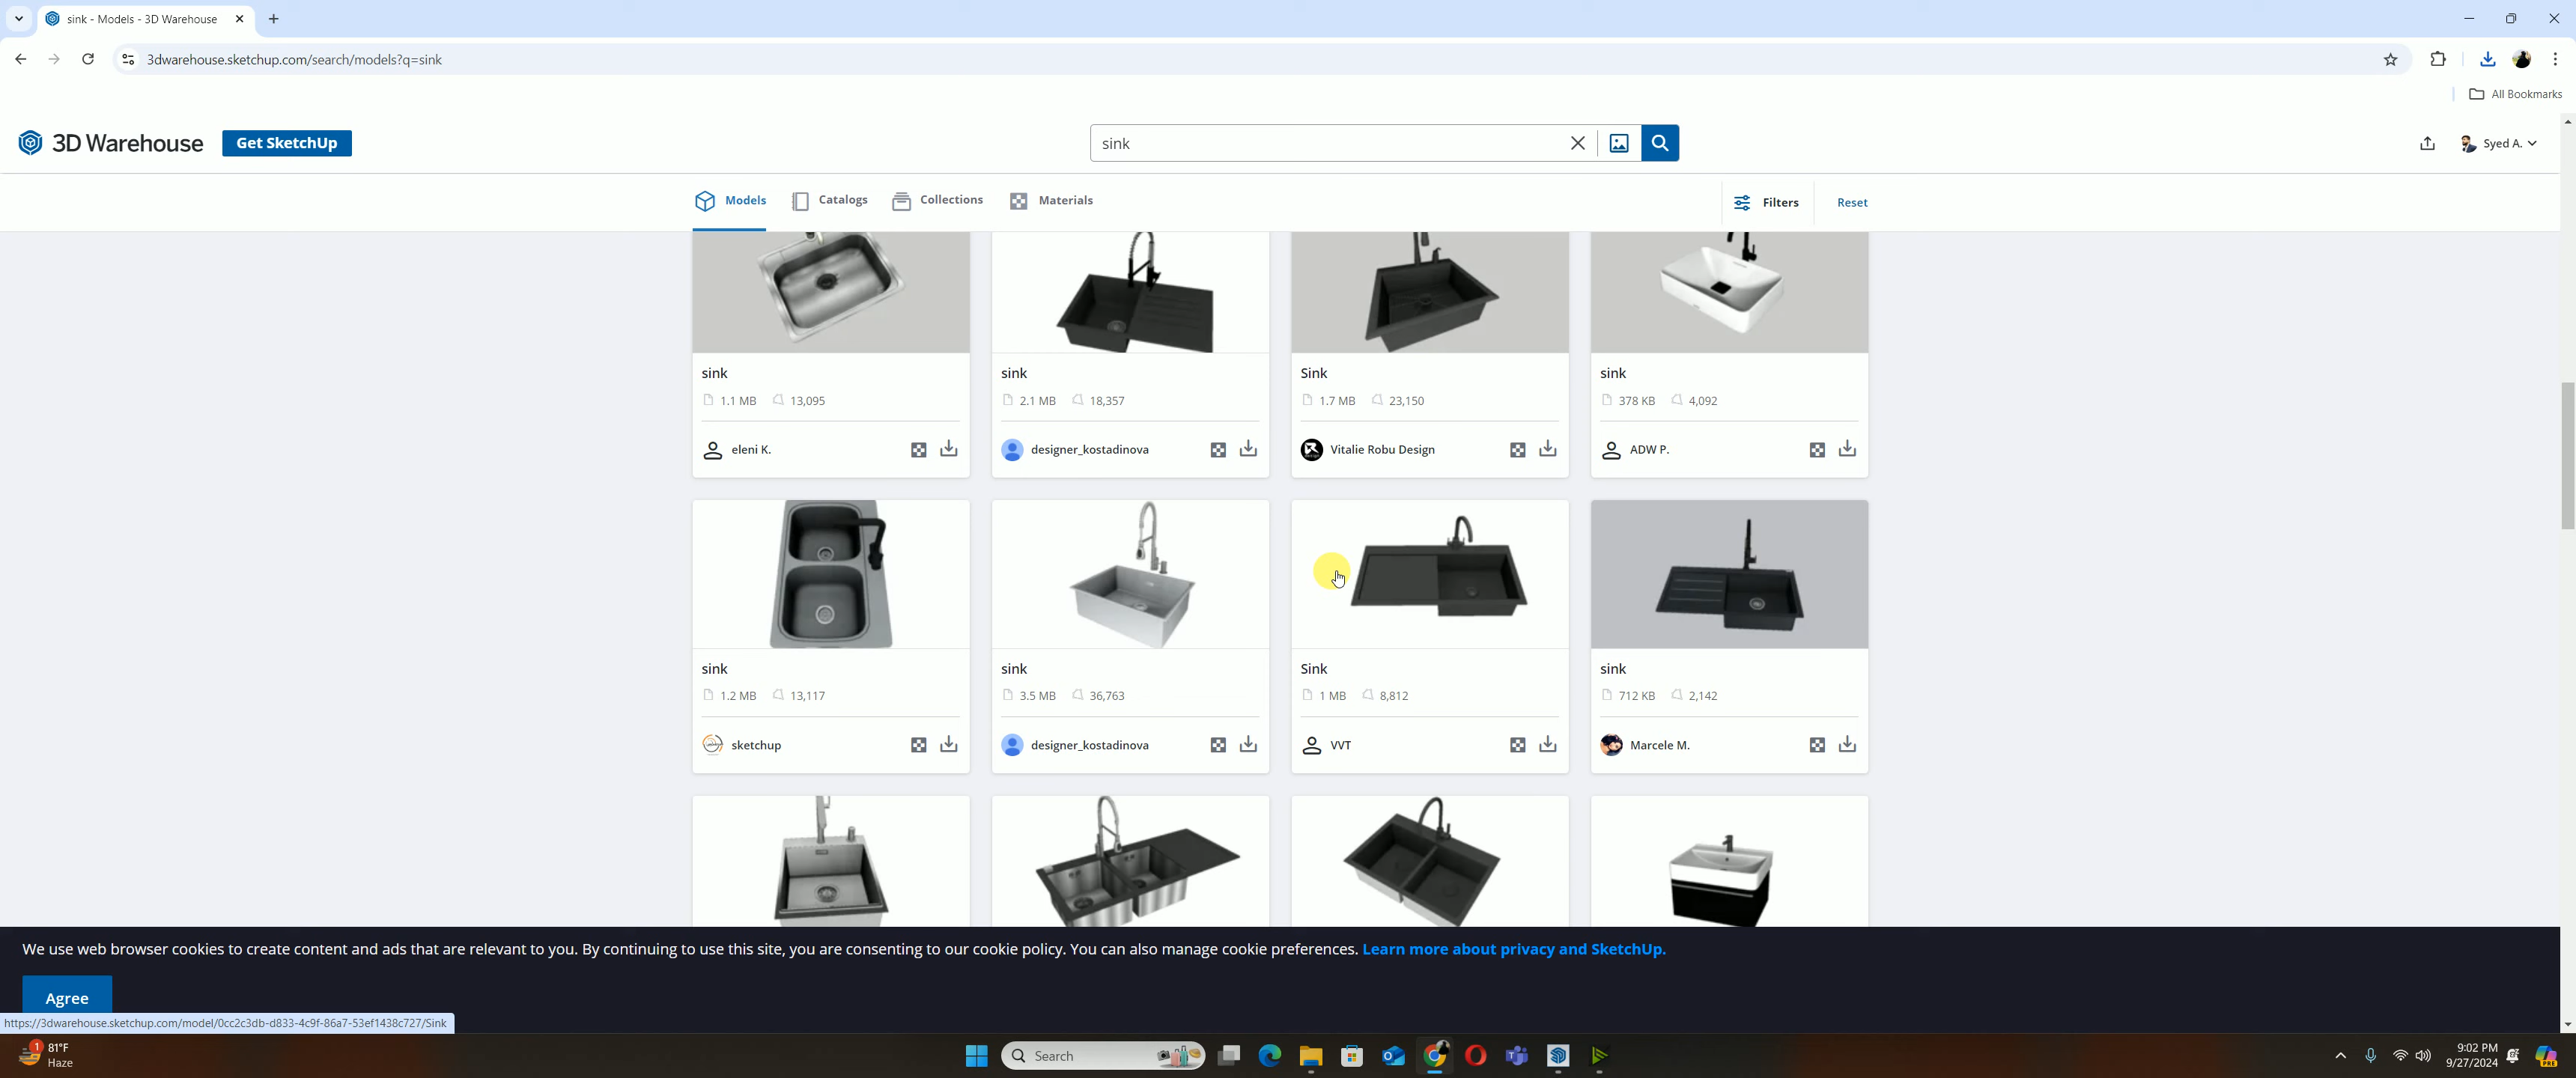 sink - Models - 3D Warehouse
3dwarehouse.sketchup.com/search/models?q=sink
All Bookmarks
3D Warehouse
Get SketchUp
sink
Syed A.
Models
Catalogs
Collections
Materials
Filters
Reset
sink
sink
Sink
sink
1.1 MB 13,095
2.1 MB 18,357
1.7 MB 23,150
378 KB 4,092
eleni K.
designer_kostadinova
Vitalie Robu Design
ADW P.
sink
sink
Sink
sink
1.2 MB 13,117
3.5 MB 36,763
1 MB 8,812
712 KB 2,142
sketchup
designer_kostadinova
VVT
Marcele M.
We use web browser cookies to create content and ads that are relevant to you. By continuing to use this site, you are consenting to our cookie policy. You can also manage cookie preferences. Learn more about privacy and SketchUp.
Agree
https://3dwarehouse.sketchup.com/model/0cc2c3db-d833-4c9f-86a7-53ef1438c727/Sink
1
81°F
Haze
Search
9:02 PM
9/27/2024
PRE